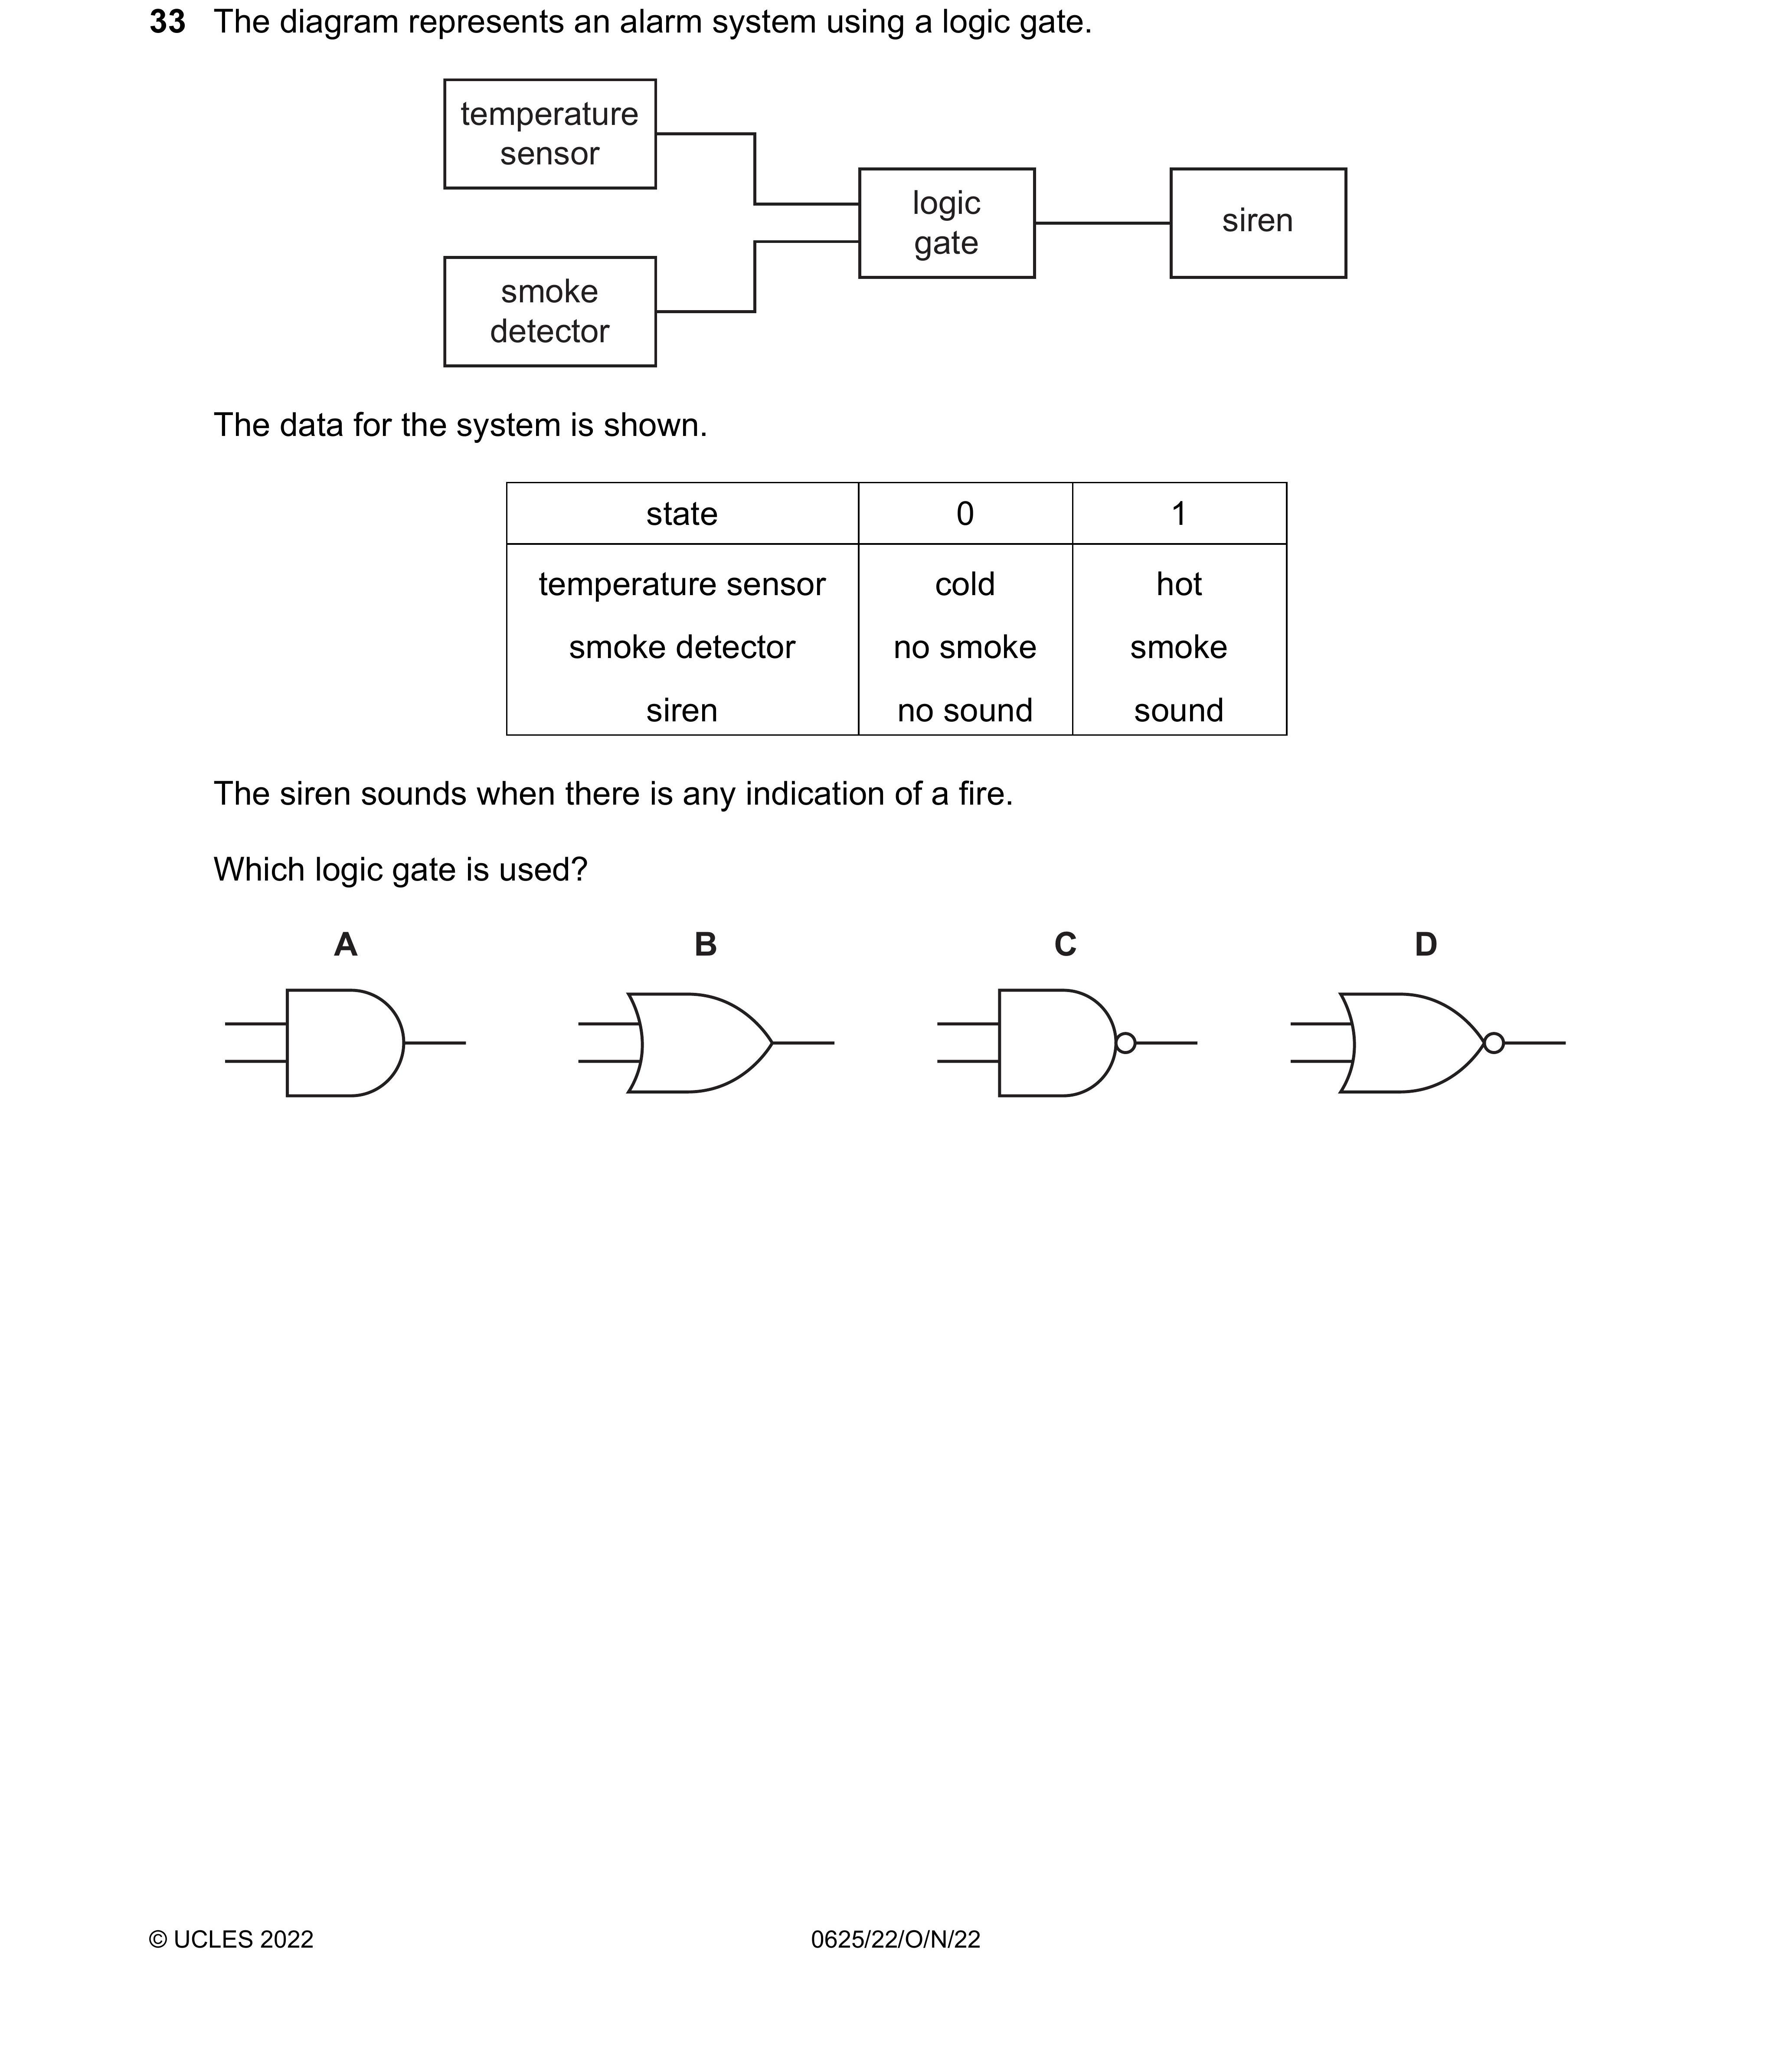 33 The diagram represents an alarm system using a logic gate.
temperature
sensor
smoke
detector
logic
gate
siren
The data for the system is shown.
state 0 1
temperature sensor cold hot
smoke detector no smoke smoke
siren no sound sound
The siren sounds when there is any indication of a fire.
Which logic gate is used?
A B C D
© UCLES 2022 0625/22/O/N/22